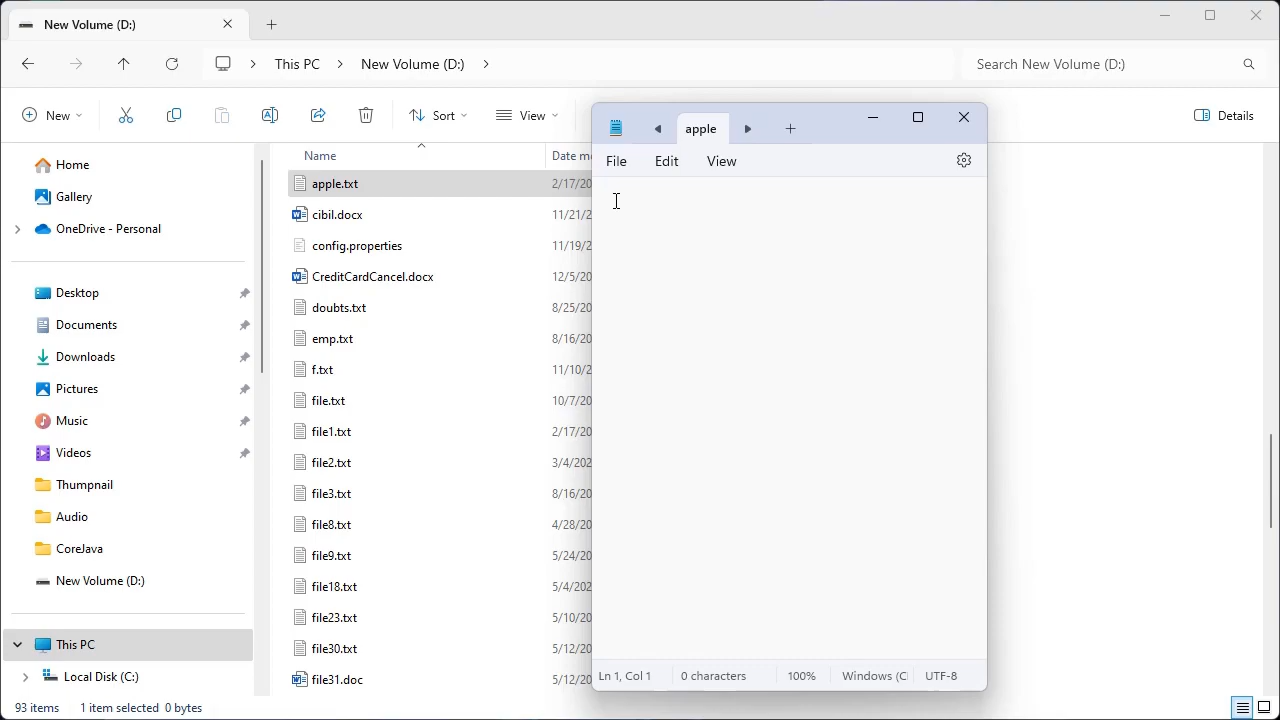 New Volume (D:)
This PC
New Volume (D:)
Search New Volume (D:)
New
Sort
View
Details
Home
Gallery
OneDrive - Personal
Desktop
Documents
Downloads
Pictures
Music
Videos
Thumpnail
Audio
CoreJava
New Volume (D:)
This PC
Local Disk (C:)
Name
Date
apple.txt 2/17/20
cibil.docx 11/21/2
config.properties 11/19/2
CreditCardCancel.docx 12/5/20
doubts.txt 8/25/20
emp.txt 8/16/20
f.txt 11/10/2
file.txt 10/7/20
file1.txt 2/17/20
file2.txt 3/4/202
file3.txt 8/16/20
file8.txt 4/28/20
file9.txt 5/24/20
file18.txt 5/4/202
file23.txt 5/10/20
file30.txt 5/12/20
file31.doc 5/12/20
apple
File Edit View
Ln 1, Col 1 0 characters 100% Windows (C UTF-8
93 items 1 item selected 0 bytes